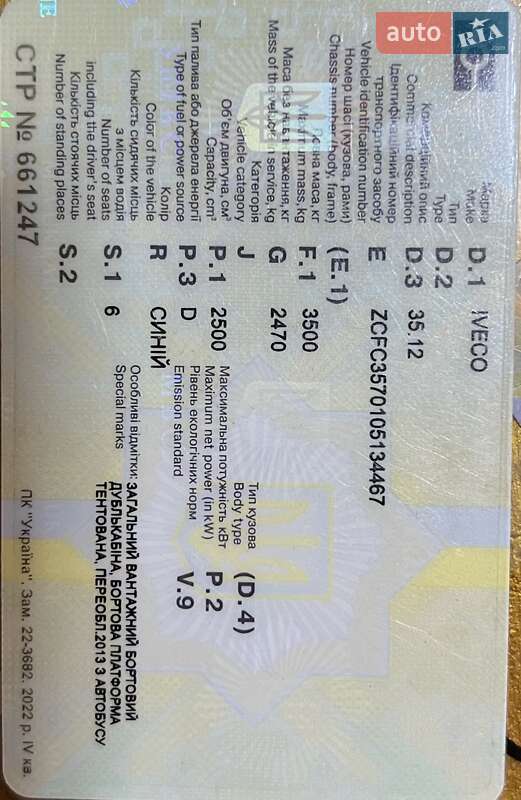 auto RIA
.com
Марка
Make
D.1 IVECO
Тип
Type
D.2
Комерційний опис
Commercial description
D.3 35.12
Ідентифікаційний номер
транспортного засобу
Vehicle identification number
E ZCFC3570105134467
Номер шасі (кузова, рами)
Chassis number (body, frame)
(E.1)
Повна маса, кг
Maximum mass, kg
F.1 3500
Маса без навантаження, кг
Mass of the vehicle in service, kg
G 2470
Категорія
Vehicle category
J
Тип кузова
Body type
(D.4)
Об'єм двигуна, см³
Capacity, cm³
P.1 2500
Максимальна потужність кВт
Maximum net power (in kW)
P.2
Тип палива або джерела енергії
Type of fuel or power source
P.3 D
Рівень екологічних норм
Emission standard
V.9
Колір
Color of the vehicle
R СИНІЙ
Кількість сидячих місць
з місцем водія
Number of seats
including the driver's seat
S.1 6
Кількість стоячих місць
Number of standing places
S.2
Особливі відмітки: ЗАГАЛЬНИЙ ВАНТАЖНИЙ БОРТОВИЙ
Special marks ДУБЛЬКАБІНА, БОРТОВА ПЛАТФОРМА
ТЕНТОВАНА, ПЕРЕОБЛ.2013 З АВТОБУСУ
СТР № 661247
ПК "Україна". Зам. 22-3682. 2022 р. IV кв.